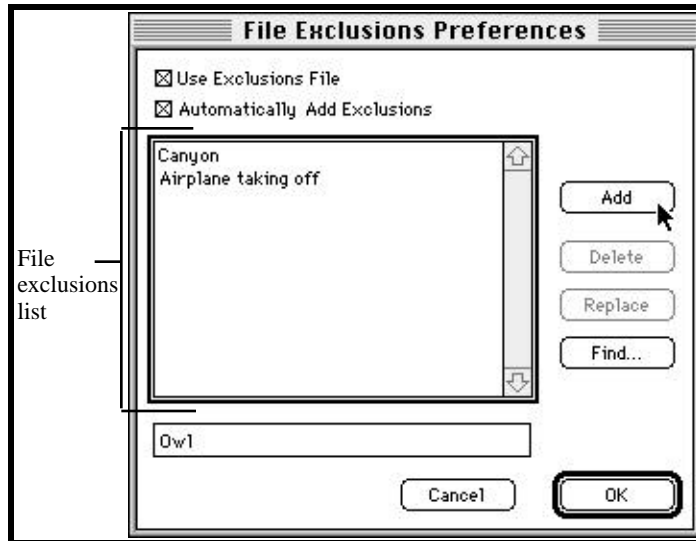 File Exclusions Preferences
Use Exclusions File
Automatically Add Exclusions
Canyon
Airplane taking off
File
exclusions
list
Add
Delete
Replace
Find...
Owl
Cancel
OK